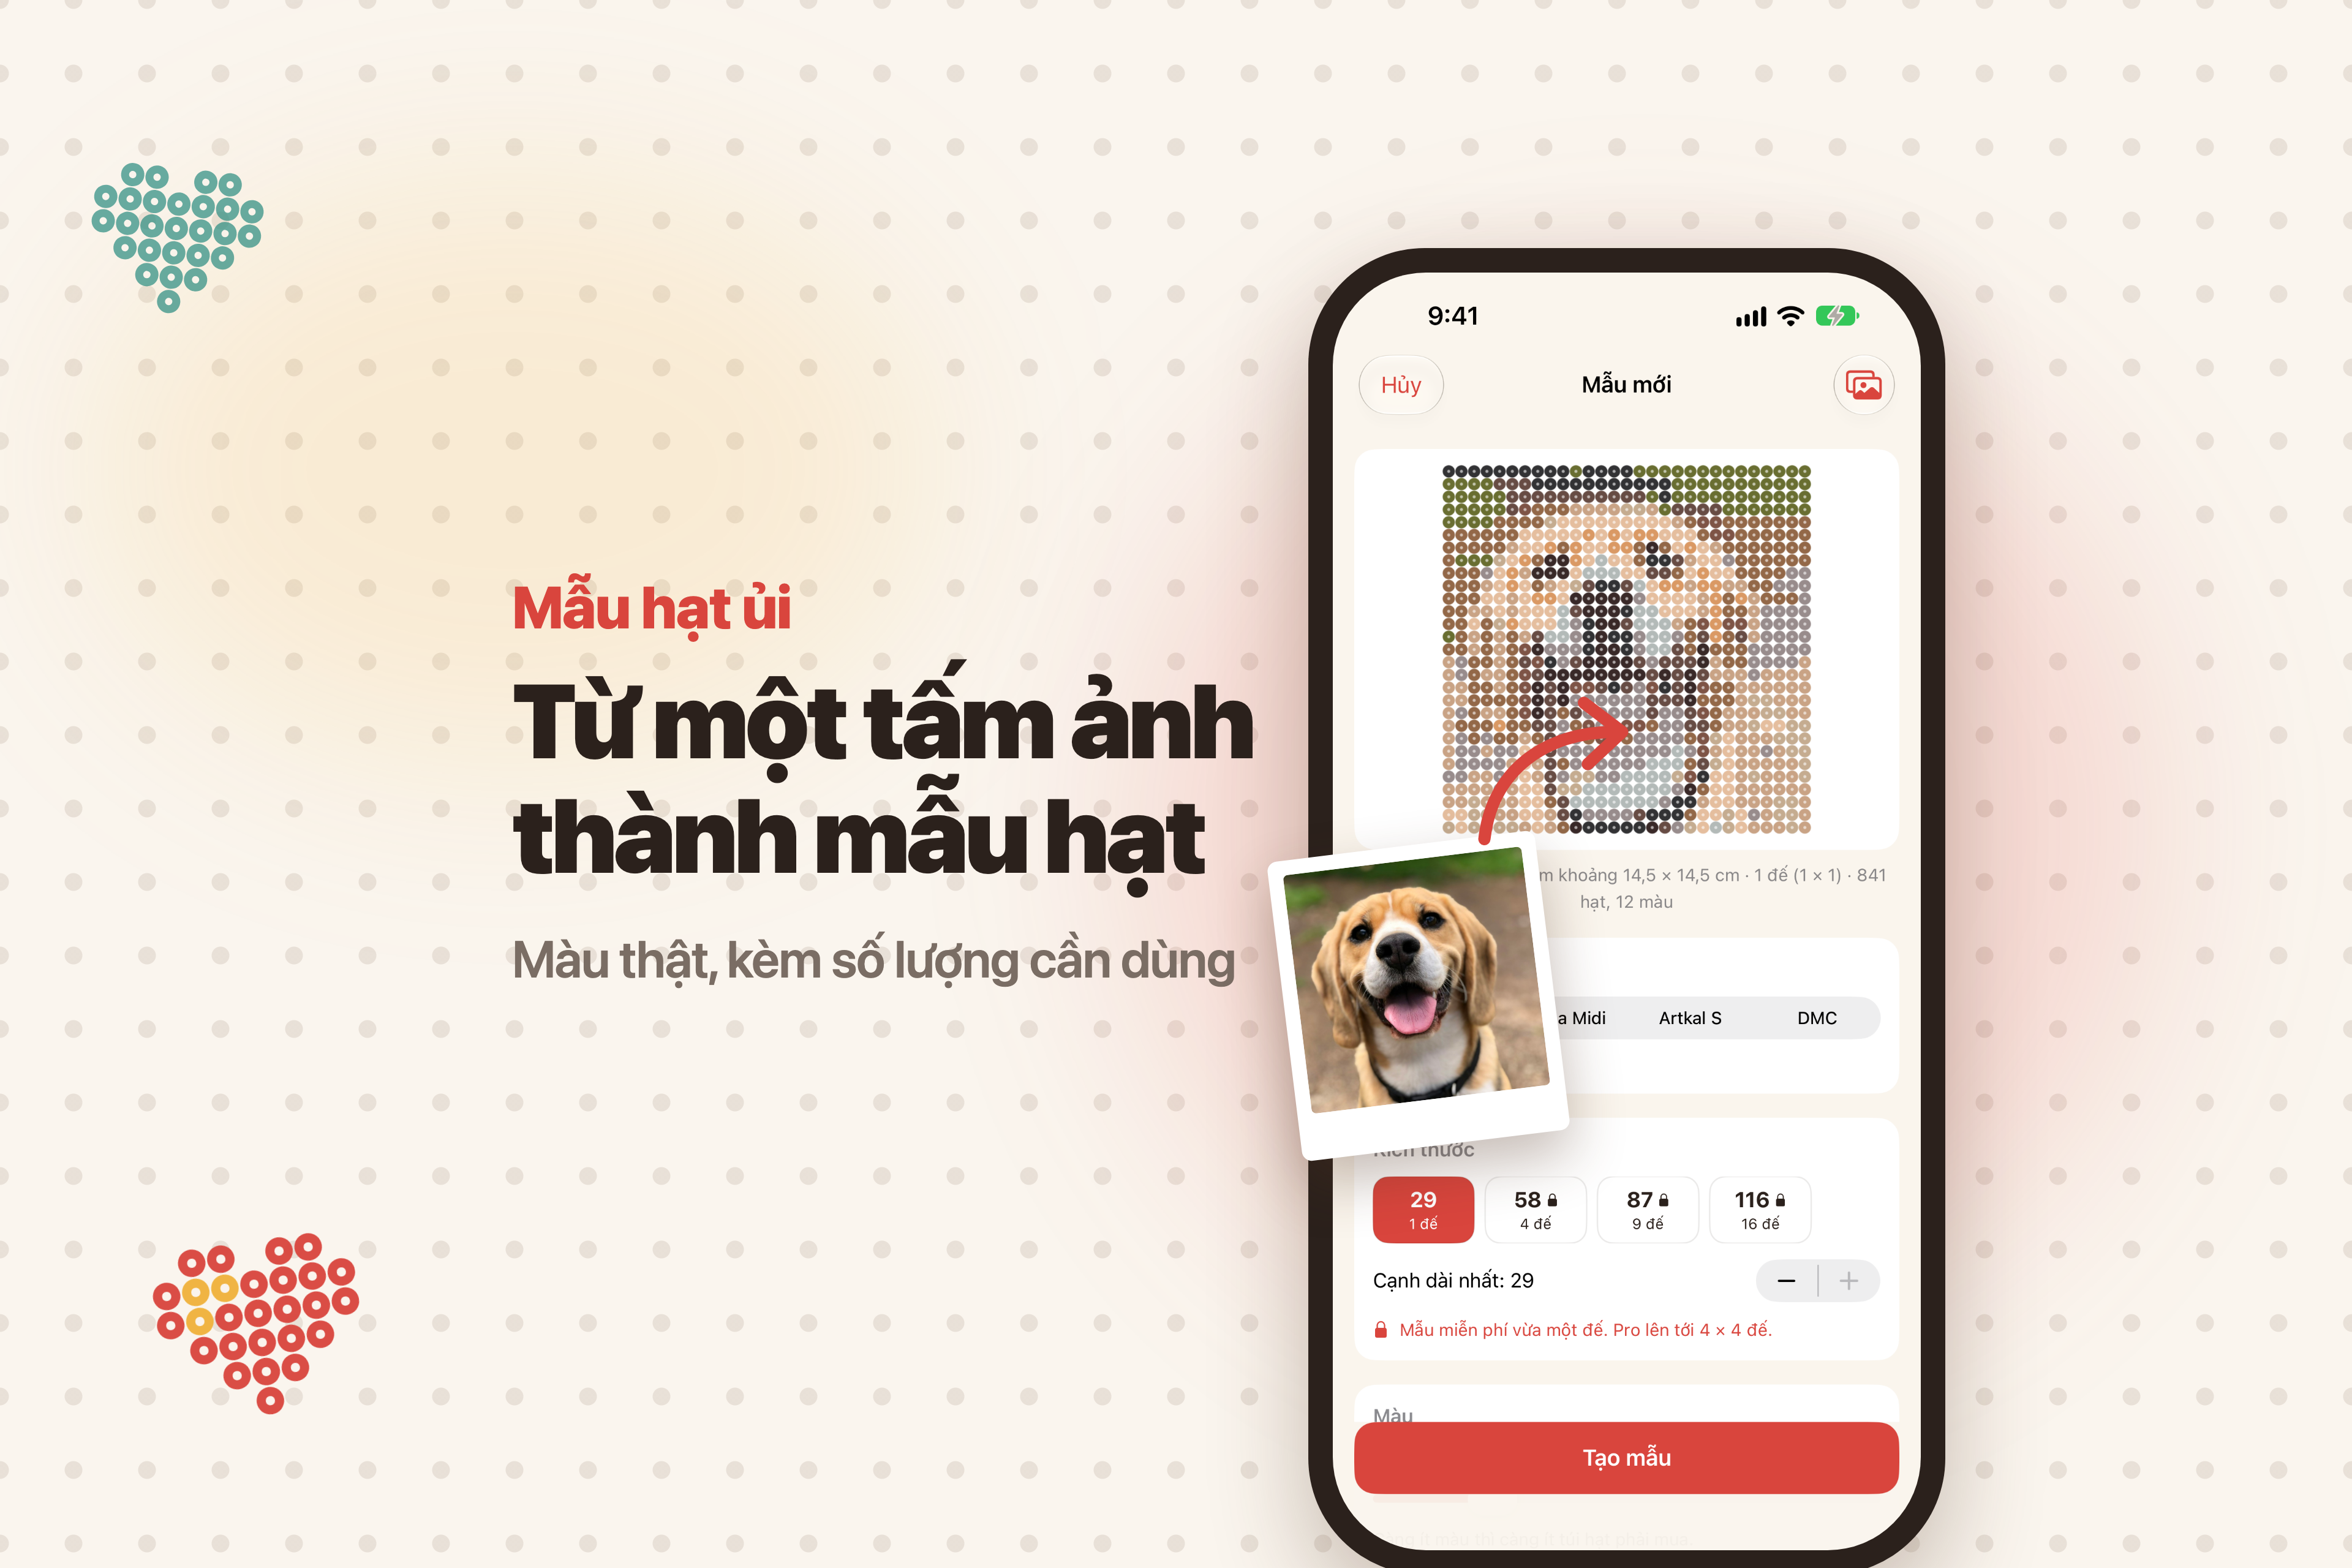 Mẫu hạt ủi
Từ một tấm ảnh
thành mẫu hạt
Màu thật, kèm số lượng cần dùng
9:41
Hủy
Mẫu mới
khoảng 14,5 × 14,5 cm · 1 đế (1 × 1) · 841
hạt, 12 màu
Midi
Artkal S
DMC
Kích thước
29
1 đế
58
4 đế
87
9 đế
116
16 đế
Cạnh dài nhất: 29
Mẫu miễn phí vừa một đế. Pro lên tới 4 × 4 đế.
Màu
Tạo mẫu